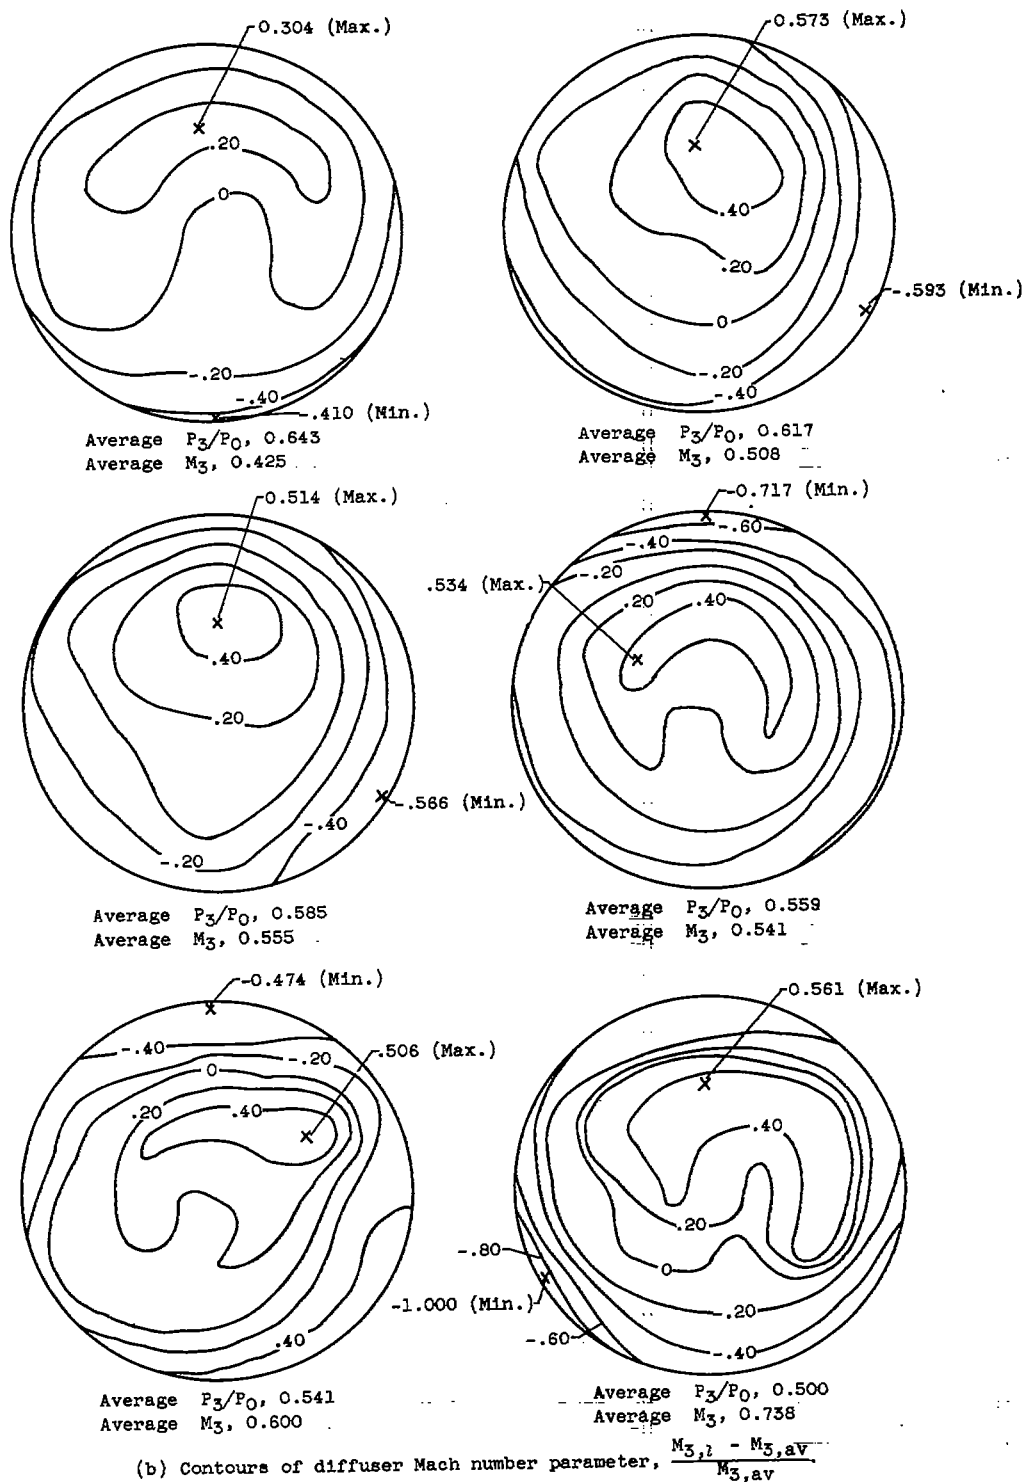 0.304 (Max.)
.20
0
-.20
-.40
-.410 (Min.)
Average P3/P0, 0.643
Average M3, 0.425
0.573 (Max.)
.40
.20
-.593 (Min.)
0
-.20
-.40
Average P3/P0, 0.617
Average M3, 0.508
0.514 (Max.)
.40
.20
-.566 (Min.)
-.40
-.20
Average P3/P0, 0.585
Average M3, 0.555
-0.717 (Min.)
-.60
-.40
-.20
.534 (Max.)
.20
.40
Average P3/P0, 0.559
Average M3, 0.541
-0.474 (Min.)
-.40
-.20
.506 (Max.)
0
.20
.40
.40
Average P3/P0, 0.541
Average M3, 0.600
0.561 (Max.)
.40
.20
-.80
0
-1.000 (Min.)
-.20
-.60
-.40
Average P3/P0, 0.500
Average M3, 0.738
(b) Contours of diffuser Mach number parameter, (M3,l - M3,av)/M3,av